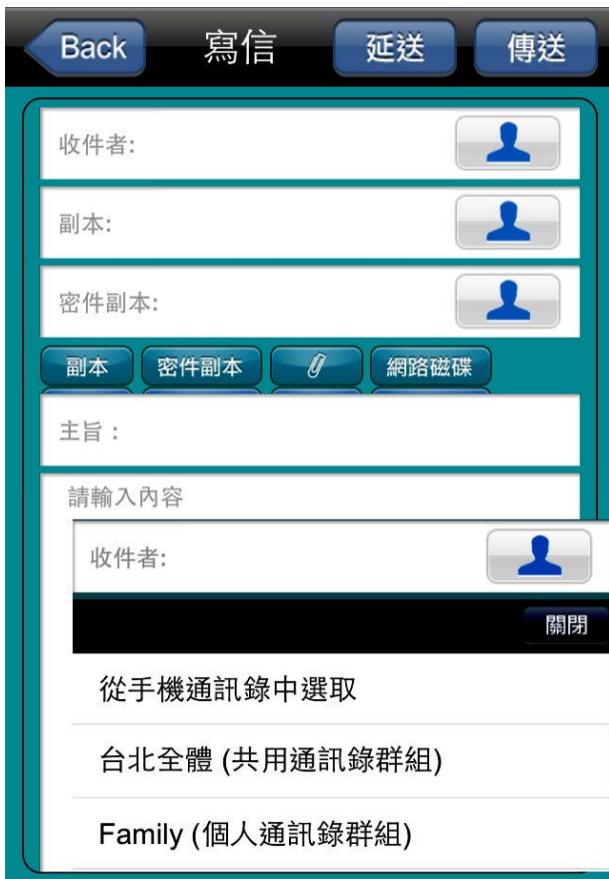 Back 寫信 延送 傳送
收件者:
副本:
密件副本:
副本 密件副本 網路磁碟
主旨：
請輸入內容
收件者:
關閉
從手機通訊錄中選取
台北全體 (共用通訊錄群組)
Family (個人通訊錄群組)